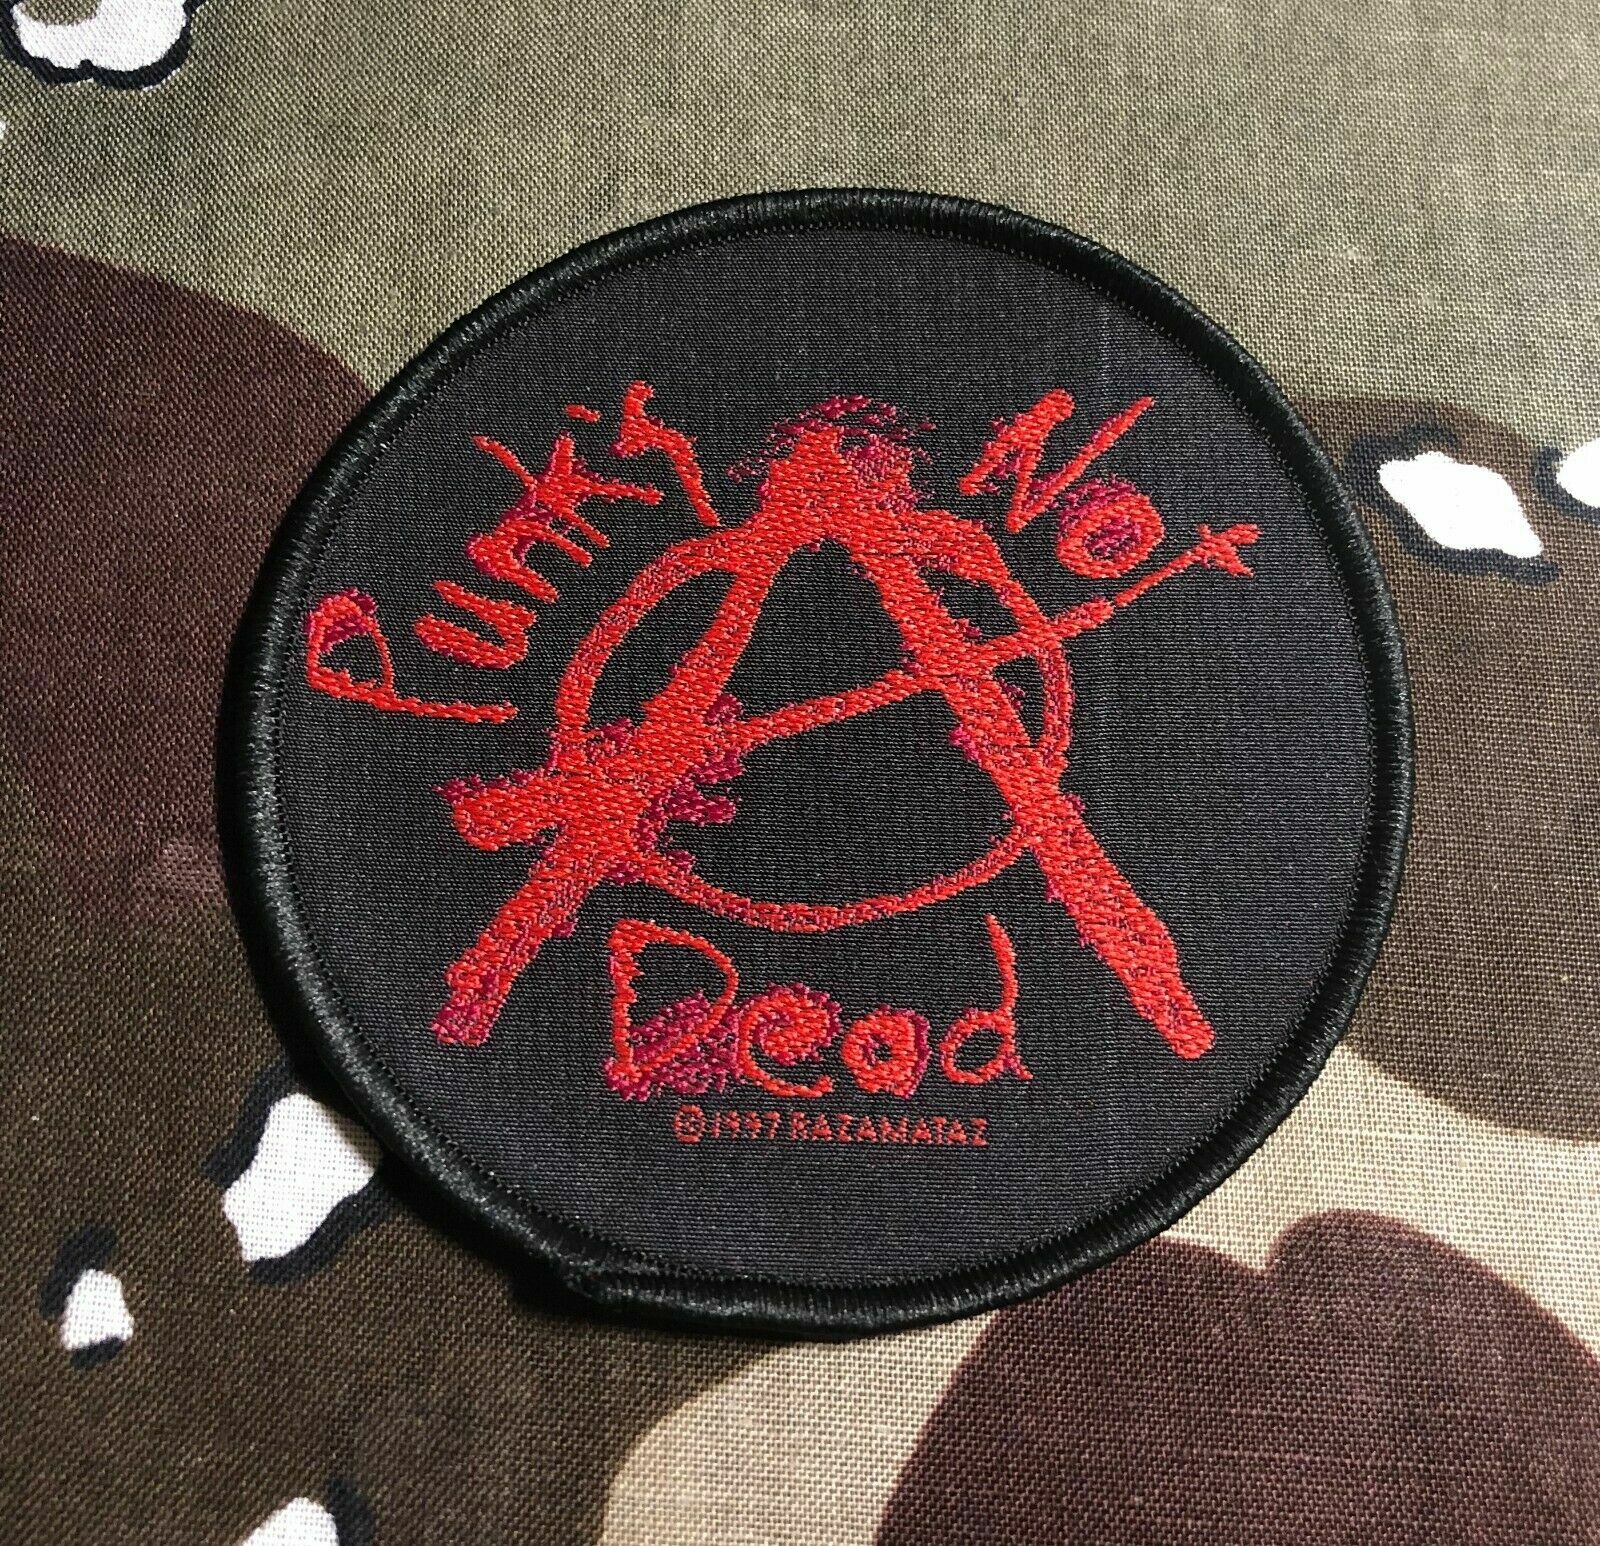 Punk's Not
Dead
©1997 RAZAMATAZ